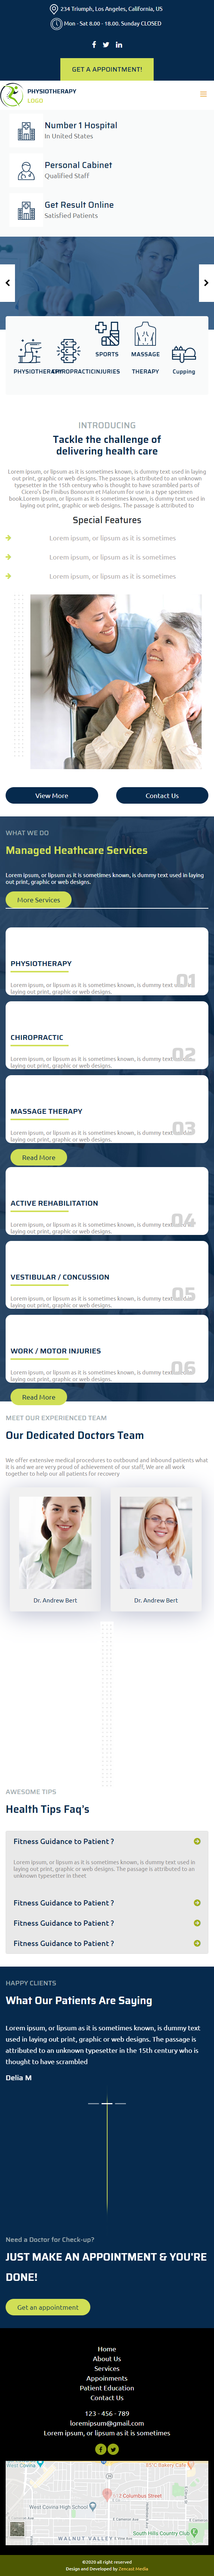 234 Triumph, Los Angeles, California, US
Mon - Sat 8.00 - 18.00. Sunday CLOSED
GET A APPOINTMENT!
PHYSIOTHERAPY
LOGO
Number 1 Hospital
In United States
Personal Cabinet
Qualified Staff
Get Result Online
Satisfied Patients
SPORTS
MASSAGE
PHYSIOTHERAPY
CHIROPRACTIC
INJURIES
THERAPY
Cupping
INTRODUCING
Tackle the challenge of
delivering health care
Lorem ipsum, or lipsum as it is sometimes known, is dummy text used in laying
out print, graphic or web designs. The passage is attributed to an unknown
typesetter in the 15th century who is thought to have scrambled parts of
Cicero's De Finibus Bonorum et Malorum for use in a type specimen
book.Lorem ipsum, or lipsum as it is sometimes known, is dummy text used in
laying out print, graphic or web designs. The passage is attributed to
Special Features
Lorem ipsum, or lipsum as it is sometimes
Lorem ipsum, or lipsum as it is sometimes
Lorem ipsum, or lipsum as it is sometimes
View More
Contact Us
WHAT WE DO
Managed Heathcare Services
Lorem ipsum, or lipsum as it is sometimes known, is dummy text used in laying
out print, graphic or web designs.
More Services
PHYSIOTHERAPY
01
Lorem ipsum, or lipsum as it is sometimes known, is dummy text used in
laying out print, graphic or web designs.
CHIROPRACTIC
02
Lorem ipsum, or lipsum as it is sometimes known, is dummy text used in
laying out print, graphic or web designs.
MASSAGE THERAPY
03
Lorem ipsum, or lipsum as it is sometimes known, is dummy text used in
laying out print, graphic or web designs.
Read More
ACTIVE REHABILITATION
04
Lorem ipsum, or lipsum as it is sometimes known, is dummy text used in
laying out print, graphic or web designs.
VESTIBULAR / CONCUSSION
05
Lorem ipsum, or lipsum as it is sometimes known, is dummy text used in
laying out print, graphic or web designs.
WORK / MOTOR INJURIES
06
Lorem ipsum, or lipsum as it is sometimes known, is dummy text used in
laying out print, graphic or web designs.
Read More
MEET OUR EXPERIENCED TEAM
Our Dedicated Doctors Team
We offer extensive medical procedures to outbound and inbound patients what
it is and we are very proud of achievement of our staff, We are all work
together to help our all patients for recovery
Dr. Andrew Bert
Dr. Andrew Bert
AWESOME TIPS
Health Tips Faq's
Fitness Guidance to Patient ?
Lorem ipsum, or lipsum as it is sometimes known, is dummy text used in
laying out print, or graphic or web designs. The passage is attributed to an
unknown typesetter in thent
Fitness Guidance to Patient ?
Fitness Guidance to Patient ?
Fitness Guidance to Patient ?
HAPPY CLIENTS
What Our Patients Are Saying
Lorem ipsum, or lipsum as it is sometimes known, is dummy text
used in laying out print, or graphic or web designs. The passage is
attributed to an unknown typesetter in the 15th century who is
thought to have scrambled
Delia M
Need a Doctor for Check-up?
JUST MAKE AN APPOINTMENT & YOU'RE
DONE!
Get an appointment
Home
About Us
Services
Appoinments
Patient Education
Contact Us
123 - 456 - 789
loremipsum@gmail.com
Lorem ipsum, or lipsum as it is sometimes
West Covina
85°C Bakery Cafe
West Covina High School
Columbus Street
E Cameron Ave
South Hills Country Club
WALNUT VALLEY
©2020 all rights reserved
Design and Developed by Zencast-Media